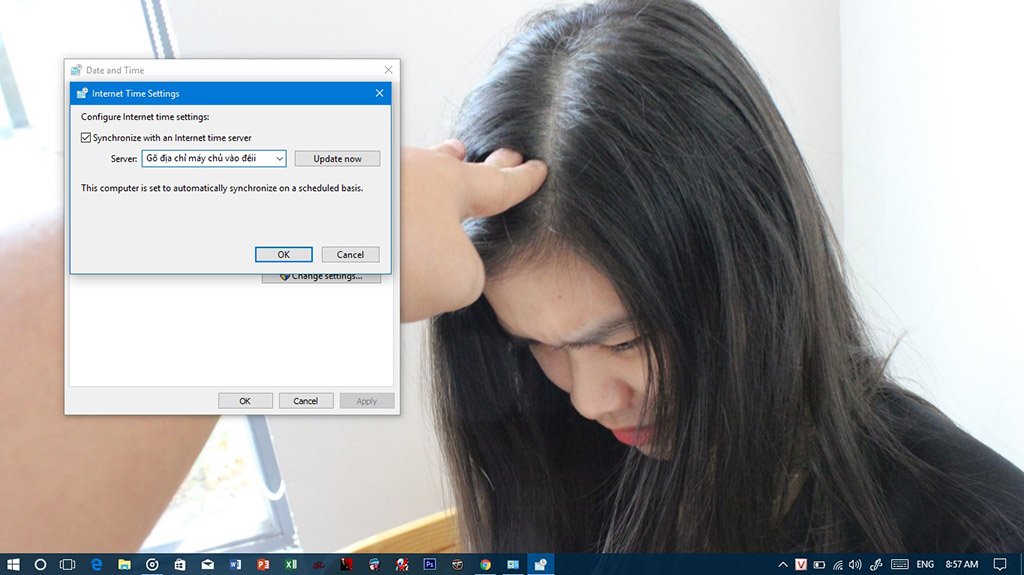 Date and Time
Internet Time Settings
Configure Internet time settings:
Synchronize with an Internet time server
Server: Gõ địa chỉ máy chủ vào đêii Update now
This computer is set to automatically synchronize on a scheduled basis.
OK Cancel
Change settings...
OK Cancel Apply
ENG 8:57 AM